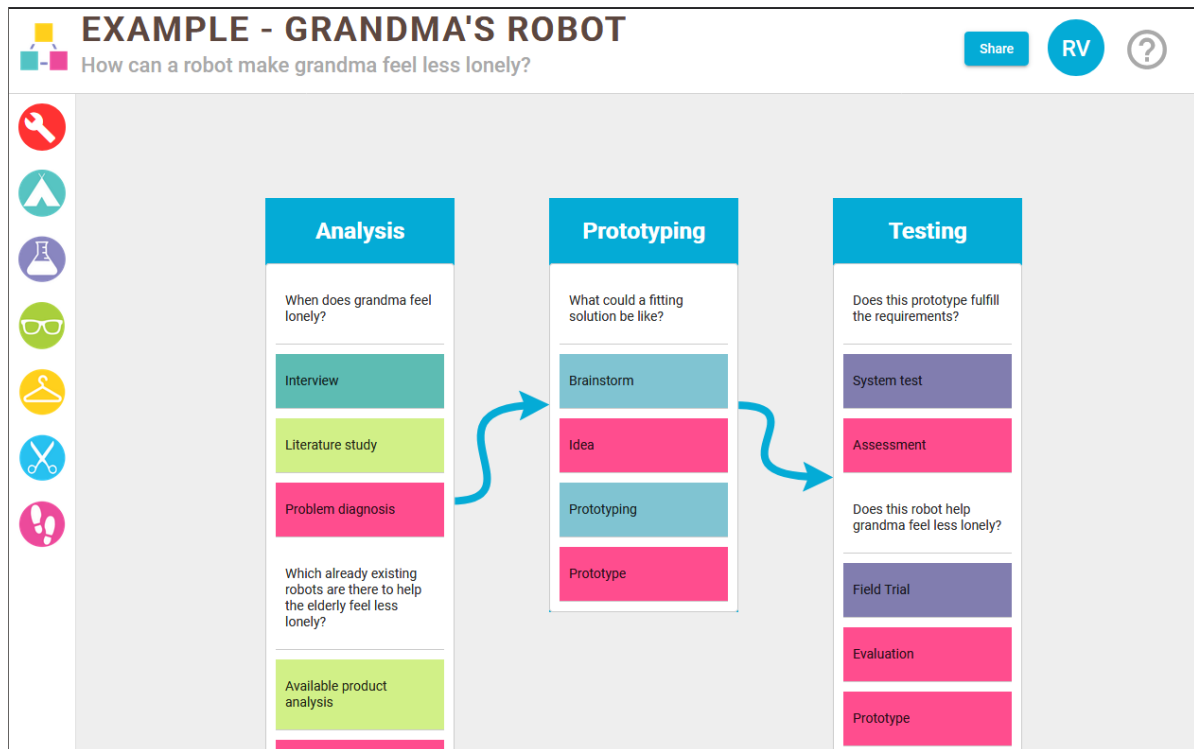 EXAMPLE - GRANDMA'S ROBOT
How can a robot make grandma feel less lonely?
Share
RV
?
Analysis
When does grandma feel
lonely?
Interview
Literature study
Problem diagnosis
Which already existing
robots are there to help
the elderly feel less
lonely?
Available product
analysis
Prototyping
What could a fitting
solution be like?
Brainstorm
Idea
Prototyping
Prototype
Testing
Does this prototype fulfill
the requirements?
System test
Assessment
Does this robot help
grandma feel less lonely?
Field Trial
Evaluation
Prototype